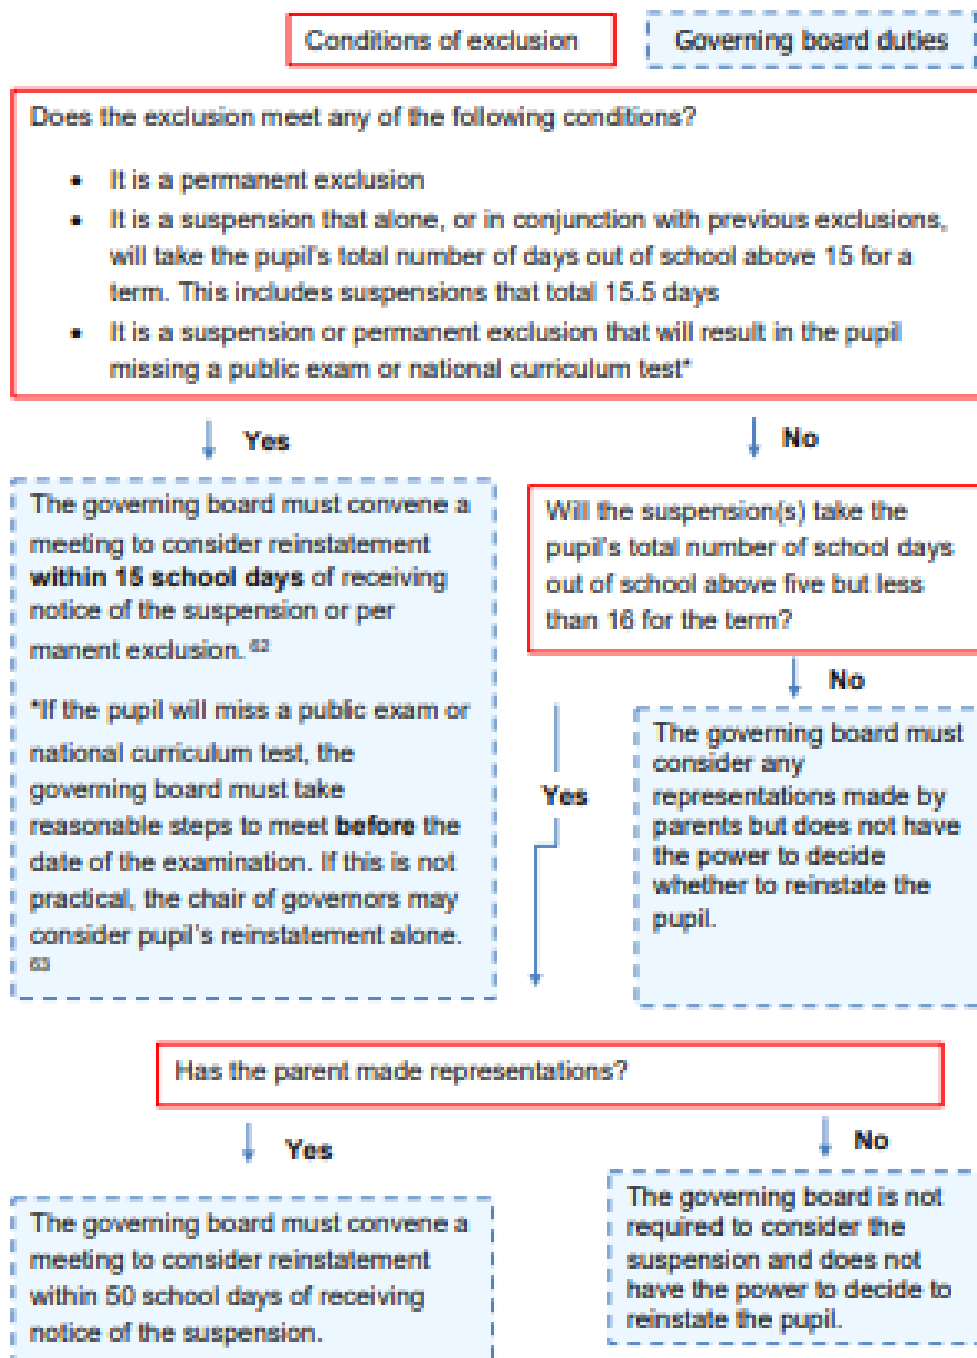 Conditions of exclusion
Governing board duties
Does the exclusion meet any of the following conditions?
• It is a permanent exclusion
• It is a suspension that alone, or in conjunction with previous exclusions,
will take the pupil's total number of days out of school above 15 for a
term. This includes suspensions that total 15.5 days
• It is a suspension or permanent exclusion that will result in the pupil
missing a public exam or national curriculum test*
Yes
No
The governing board must convene a
meeting to consider reinstatement
within 15 school days of receiving
notice of the suspension or per
manent exclusion. 62
*If the pupil will miss a public exam or
national curriculum test, the
governing board must take
reasonable steps to meet before the
date of the examination. If this is not
practical, the chair of governors may
consider pupil's reinstatement alone.
63
Will the suspension(s) take the
pupil's total number of school days
out of school above five but less
than 16 for the term?
No
Yes
The governing board must
consider any
representations made by
parents but does not have
the power to decide
whether to reinstate the
pupil.
Has the parent made representations?
Yes
No
The governing board must convene a
meeting to consider reinstatement
within 50 school days of receiving
notice of the suspension.
The governing board is not
required to consider the
suspension and does not
have the power to decide to
reinstate the pupil.